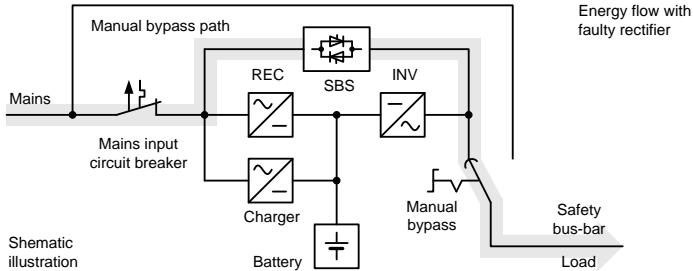 Manual bypass path
Energy flow with
faulty rectifier
REC
SBS
INV
Mains
Mains input
circuit breaker
Charger
Manual
bypass
Safety
bus-bar
Shematic
illustration
Battery
Load